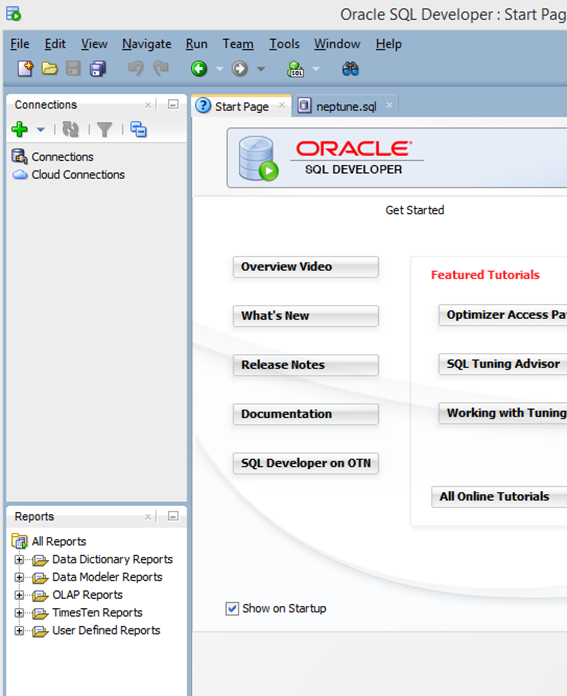 Oracle SQL Developer : Start Pag
File Edit View Navigate Run Team Tools Window Help
SQL
Connections
Start Page
neptune.sql
Connections
Cloud Connections
ORACLE
SQL DEVELOPER
Get Started
Overview Video
What's New
Release Notes
Documentation
SQL Developer on OTN
Featured Tutorials
Optimizer Access Pa
SQL Tuning Advisor
Working with Tuning
All Online Tutorials
Show on Startup
Reports
All Reports
Data Dictionary Reports
Data Modeler Reports
OLAP Reports
TimesTen Reports
User Defined Reports